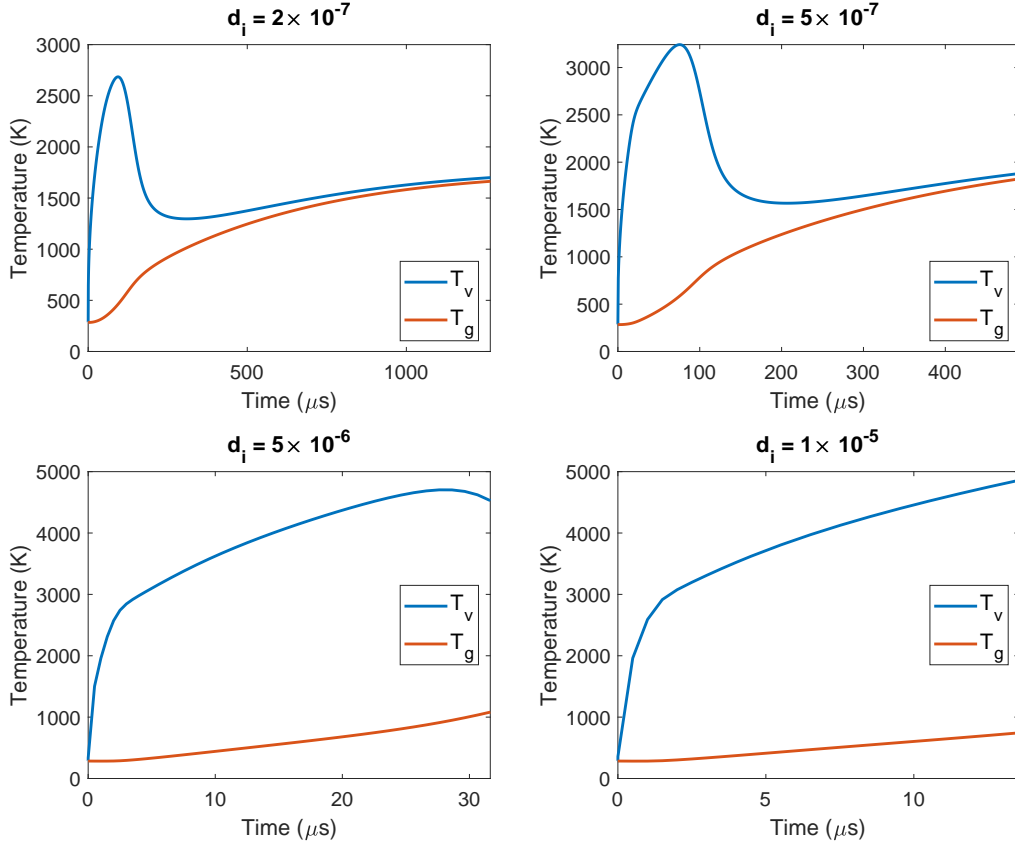 d_i = 2× 10^-7
Temperature (K)
3000
2500
2000
1500
1000
500
0
0 500 1000
Time (μs)
T_v
T_g
d_i = 5× 10^-7
Temperature (K)
3000
2500
2000
1500
1000
500
0
0 100 200 300 400
Time (μs)
T_v
T_g
d_i = 5× 10^-6
Temperature (K)
5000
4000
3000
2000
1000
0
0 10 20 30
Time (μs)
T_v
T_g
d_i = 1× 10^-5
Temperature (K)
5000
4000
3000
2000
1000
0
0 5 10
Time (μs)
T_v
T_g